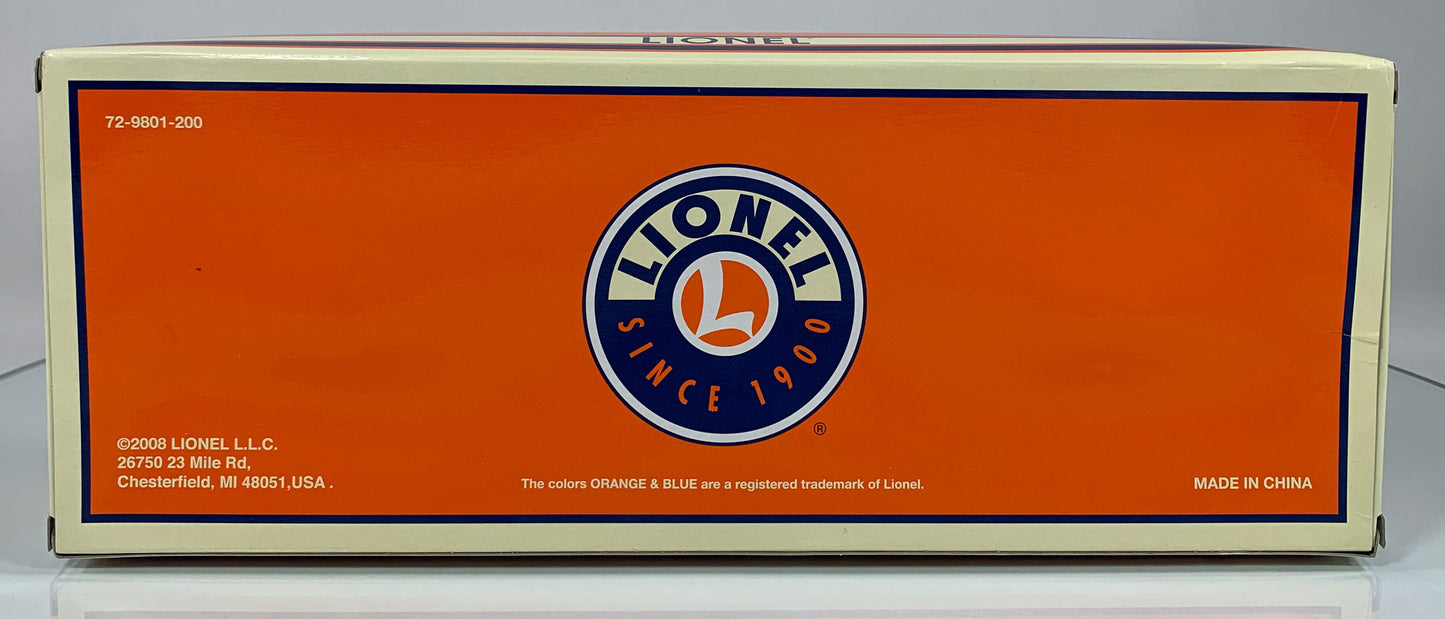 LIONEL
72-9801-200
LIONEL
L
SINCE 1900
®
©2008 LIONEL L.L.C.
26750 23 Mile Rd,
Chesterfield, MI 48051,USA .
The colors ORANGE & BLUE are a registered trademark of Lionel.
MADE IN CHINA